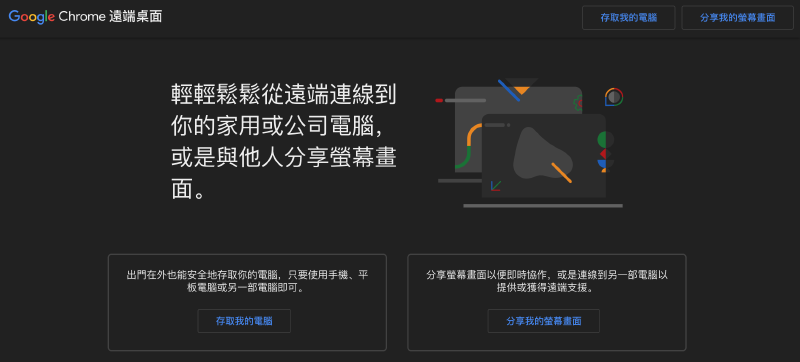 Google Chrome 遠端桌面
存取我的電腦
分享我的螢幕畫面
輕輕鬆鬆從遠端連線到
你的家用或公司電腦，
或是與他人分享螢幕畫
面。
出門在外也能安全地存取你的電腦，只要使用手機、平
板電腦或另一部電腦即可。
存取我的電腦
分享螢幕畫面以便即時協作，或是連線到另一部電腦以
提供或獲得遠端支援。
分享我的螢幕畫面